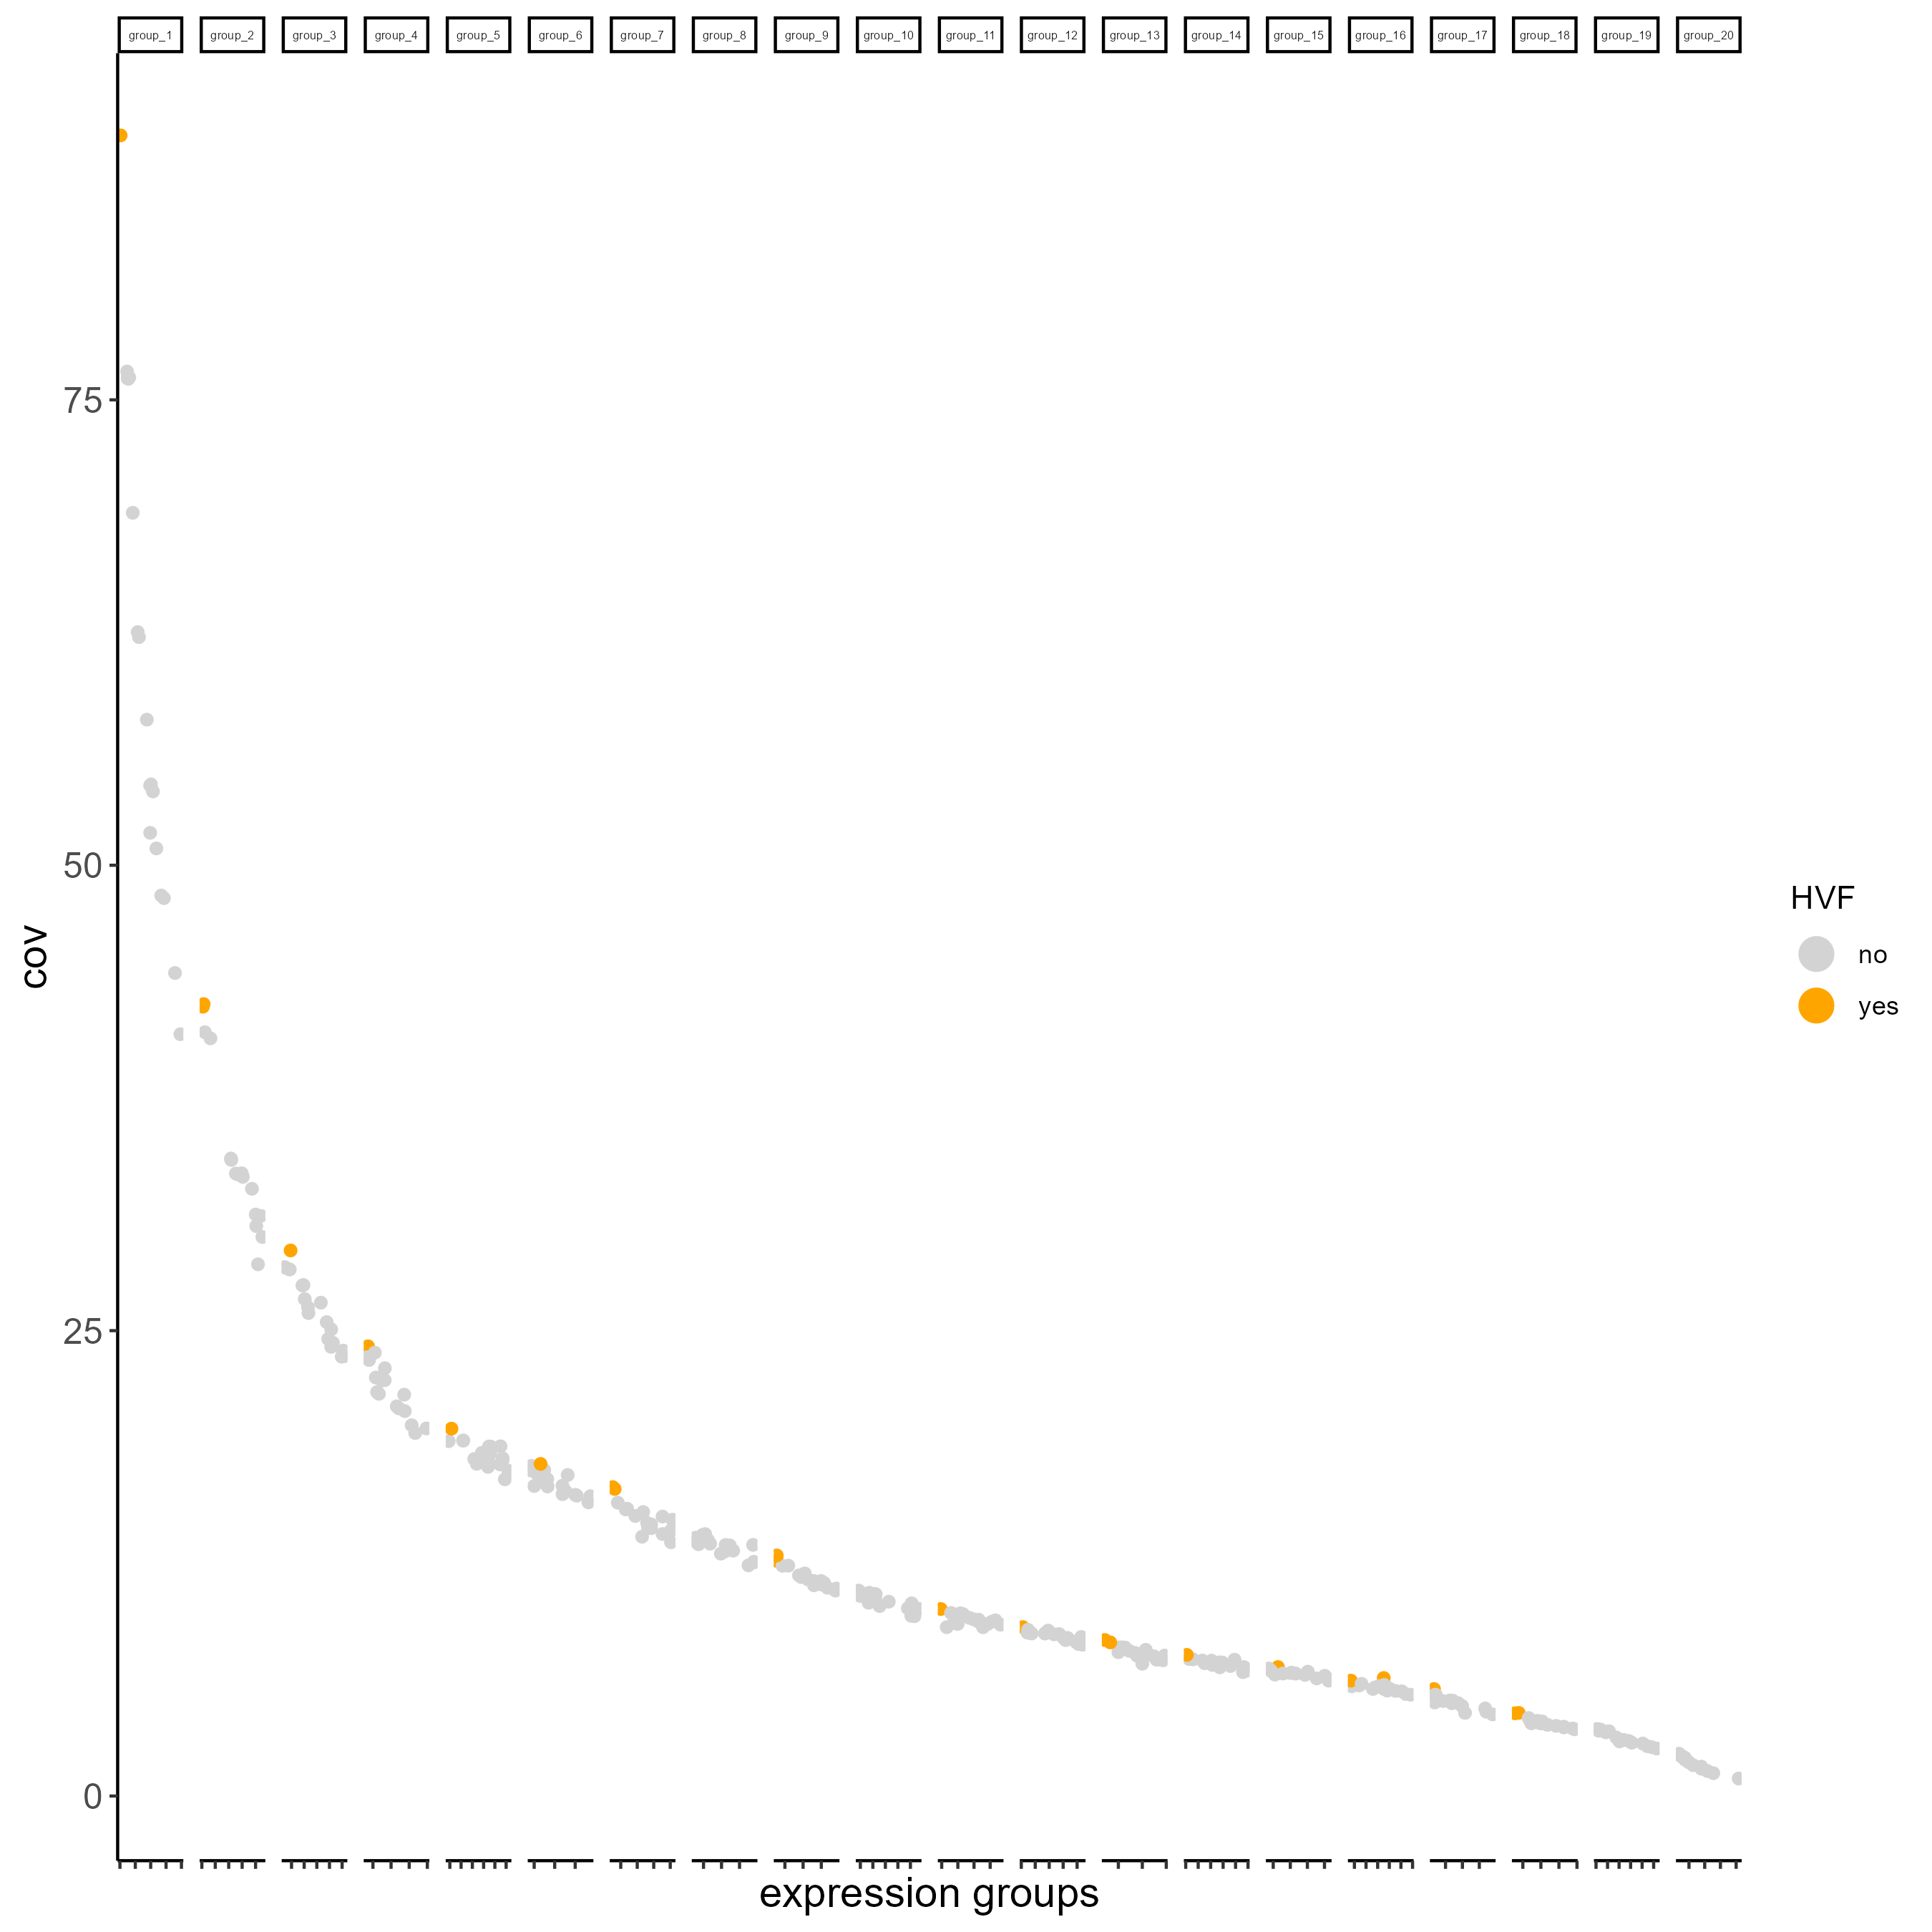 group_1 group_2 group_3 group_4 group_5 group_6 group_7 group_8 group_9 group_10 group_11 group_12 group_13 group_14 group_15 group_16 group_17 group_18 group_19 group_20
75
50
25
0
cov
expression groups
HVF
no
yes